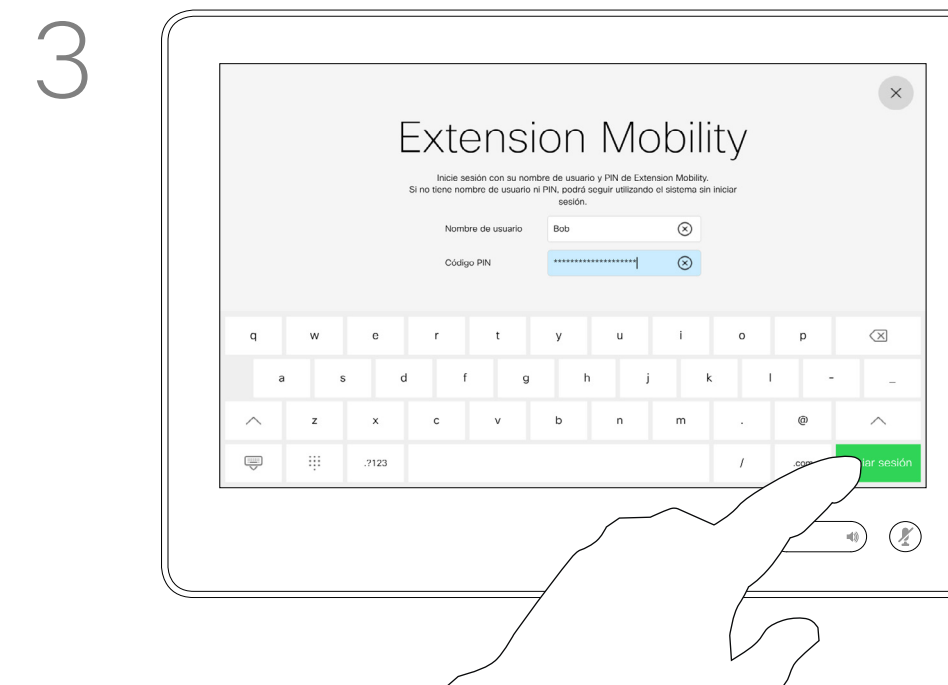 3
Extension Mobility
Inicie sesión con su nombre de usuario y PIN de Extension Mobility.
Si no tiene nombre de usuario ni PIN, podrá seguir utilizando el sistema sin iniciar
sesión.
Nombre de usuario Bob
Código PIN ********************
q w e r t y u i o p
a s d f g h j k l - _
z x c v b n m . @
.?123 / .com sesión